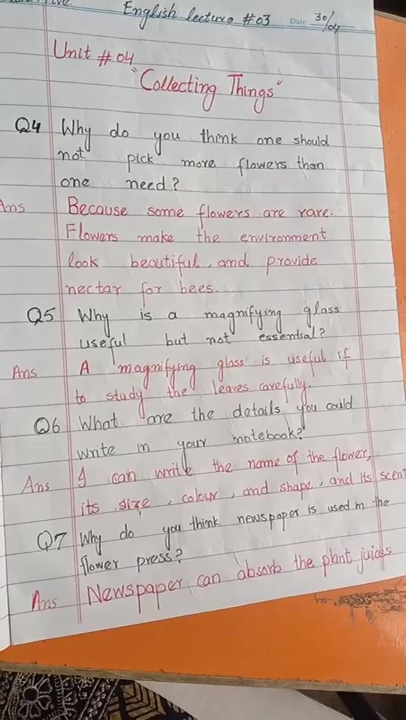 English lecture #03 Date: 30/04
Unit # 04
"Collecting Things"
Q4 Why do you think one should
not pick more flowers than
one need?
Ans Because some flowers are rare.
Flowers make the environment
look beautiful, and provide
nectar for bees.
Q5 Why is a magnifying glass
useful but not essential?
Ans A magnifying glass is useful if
to study the leaves carefully.
Q6 What are the details you could
write in your notebook?
Ans I can write the name of the flower,
its size, colour, and shape, and its scent
Q7 Why do you think newspaper is used in the
flower press?
Ans Newspaper can absorb the plant juices